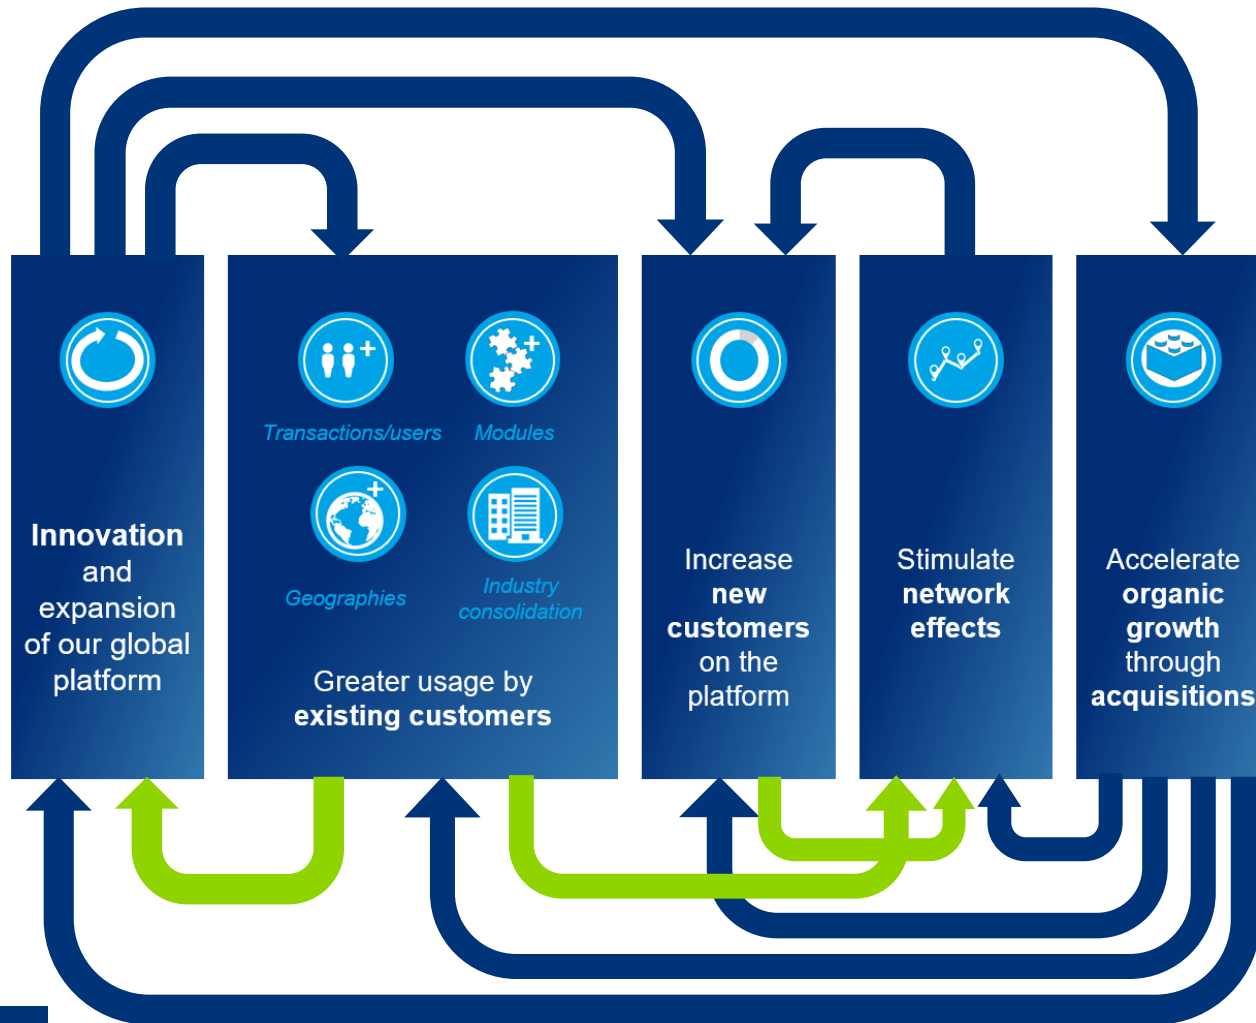 Innovation
and
expansion
of our global
platform
Transactions/users
Modules
Geographies
Industry
consolidation
Greater usage by
existing customers
Increase
new
customers
on the
platform
Stimulate
network
effects
Accelerate
organic
growth
through
acquisitions